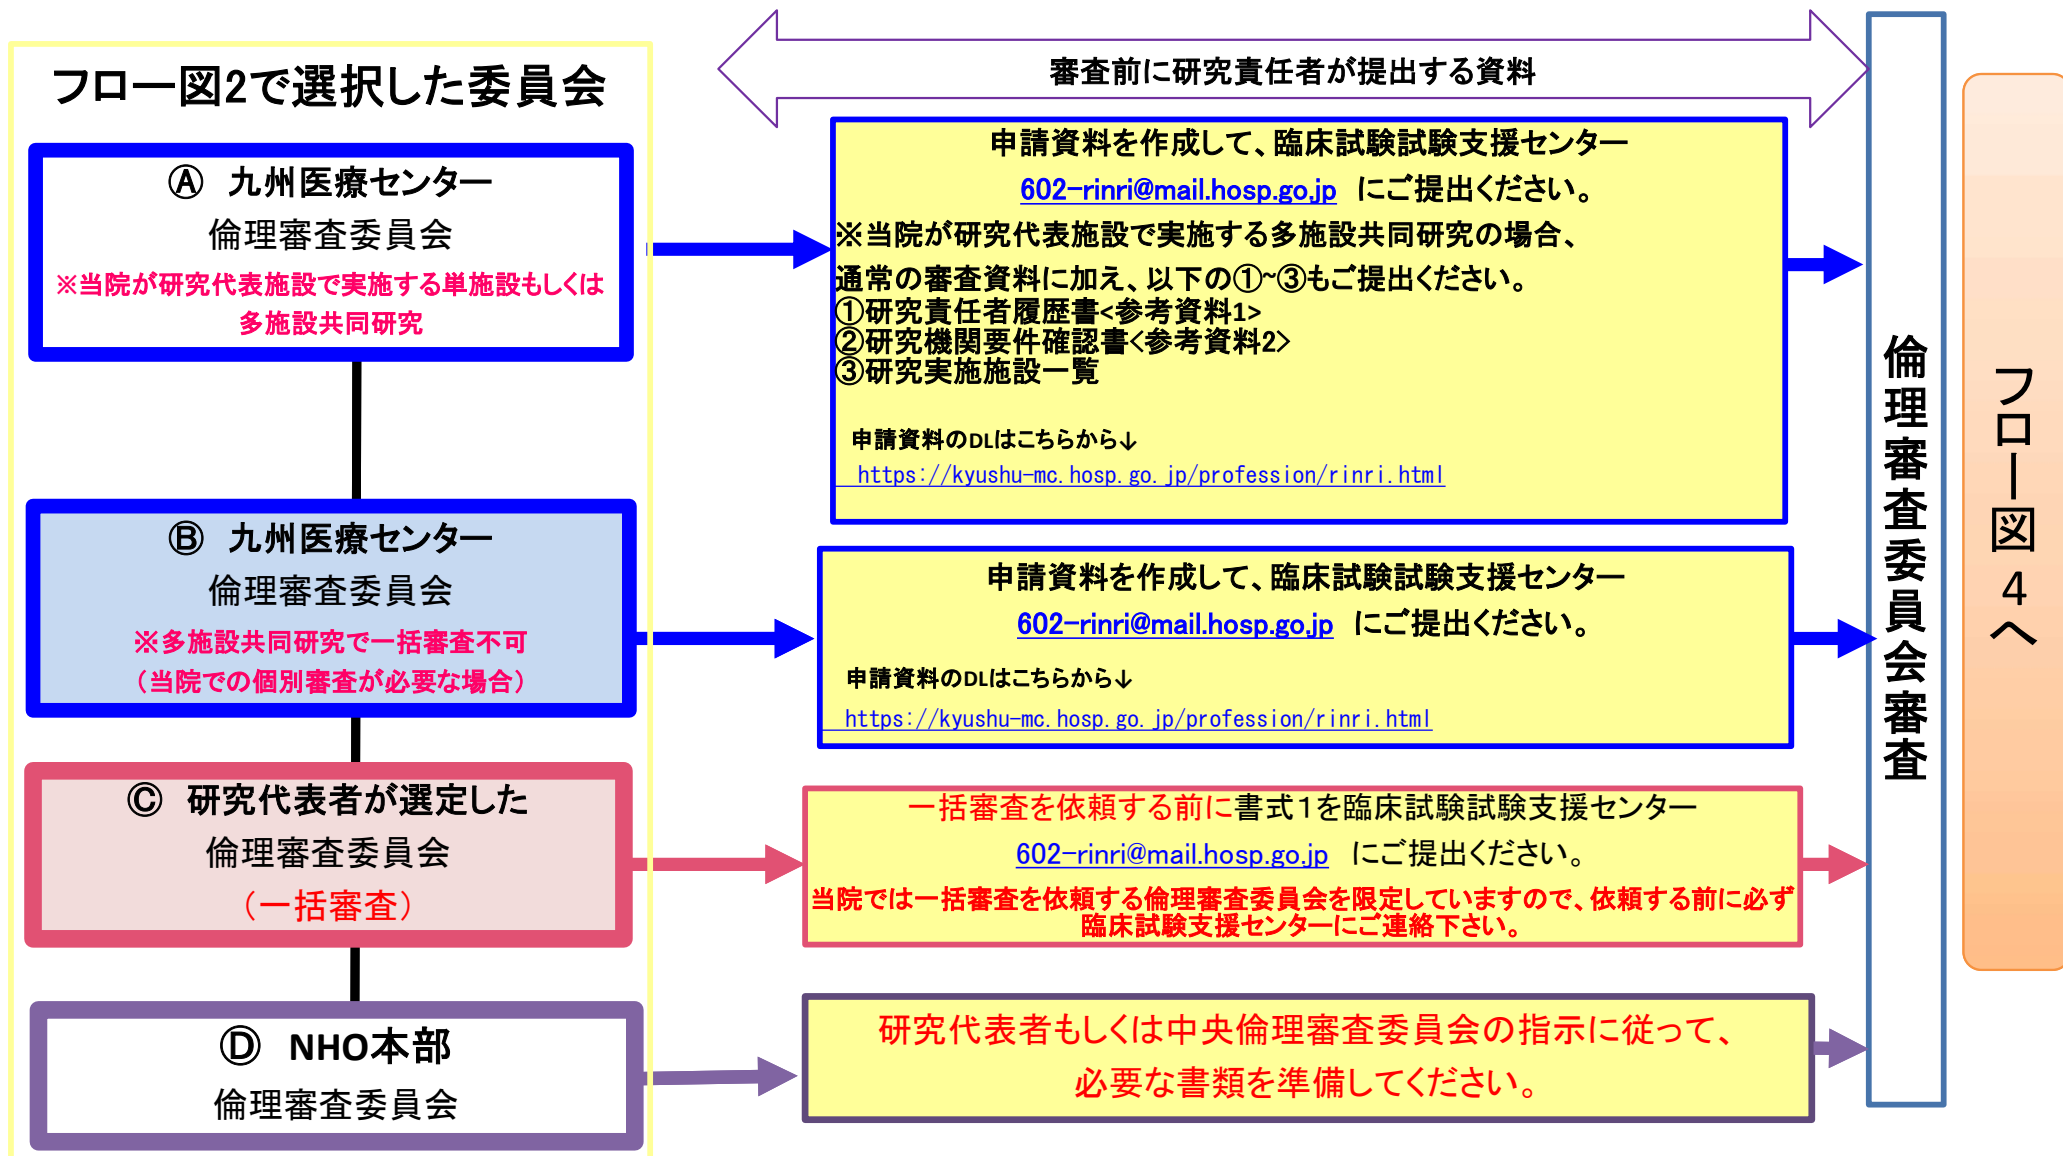 フロー図2で選択した委員会
Ⓐ 九州医療センター
倫理審査委員会
※当院が研究代表施設で実施する単施設もしくは
多施設共同研究
Ⓑ 九州医療センター
倫理審査委員会
※多施設共同研究で一括審査不可
（当院での個別審査が必要な場合）
Ⓒ 研究代表者が選定した
倫理審査委員会
（一括審査）
Ⓓ NHO本部
倫理審査委員会
審査前に研究責任者が提出する資料
申請資料を作成して、臨床試験試験支援センター
602-rinri@mail.hosp.go.jp にご提出ください。
※当院が研究代表施設で実施する多施設共同研究の場合、
通常の審査資料に加え、以下の①~③もご提出ください。
①研究責任者履歴書<参考資料1>
②研究機関要件確認書<参考資料2>
③研究実施施設一覧
申請資料のDLはこちらから↓
https://kyushu-mc.hosp.go.jp/profession/rinri.html
申請資料を作成して、臨床試験試験支援センター
602-rinri@mail.hosp.go.jp にご提出ください。
申請資料のDLはこちらから↓
https://kyushu-mc.hosp.go.jp/profession/rinri.html
一括審査を依頼する前に書式１を臨床試験試験支援センター
602-rinri@mail.hosp.go.jp にご提出ください。
当院では一括審査を依頼する倫理審査委員会を限定していますので、依頼する前に必ず
臨床試験支援センターにご連絡下さい。
研究代表者もしくは中央倫理審査委員会の指示に従って、
必要な書類を準備してください。
倫理審査委員会審査
フロー図4へ